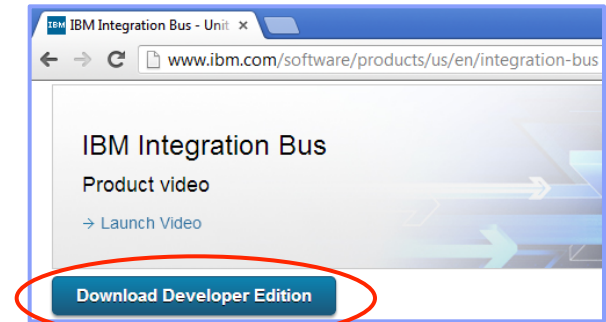 IBM IBM Integration Bus - Unit ×
www.ibm.com/software/products/us/en/integration-bus
IBM Integration Bus
Product video
→ Launch Video
Download Developer Edition